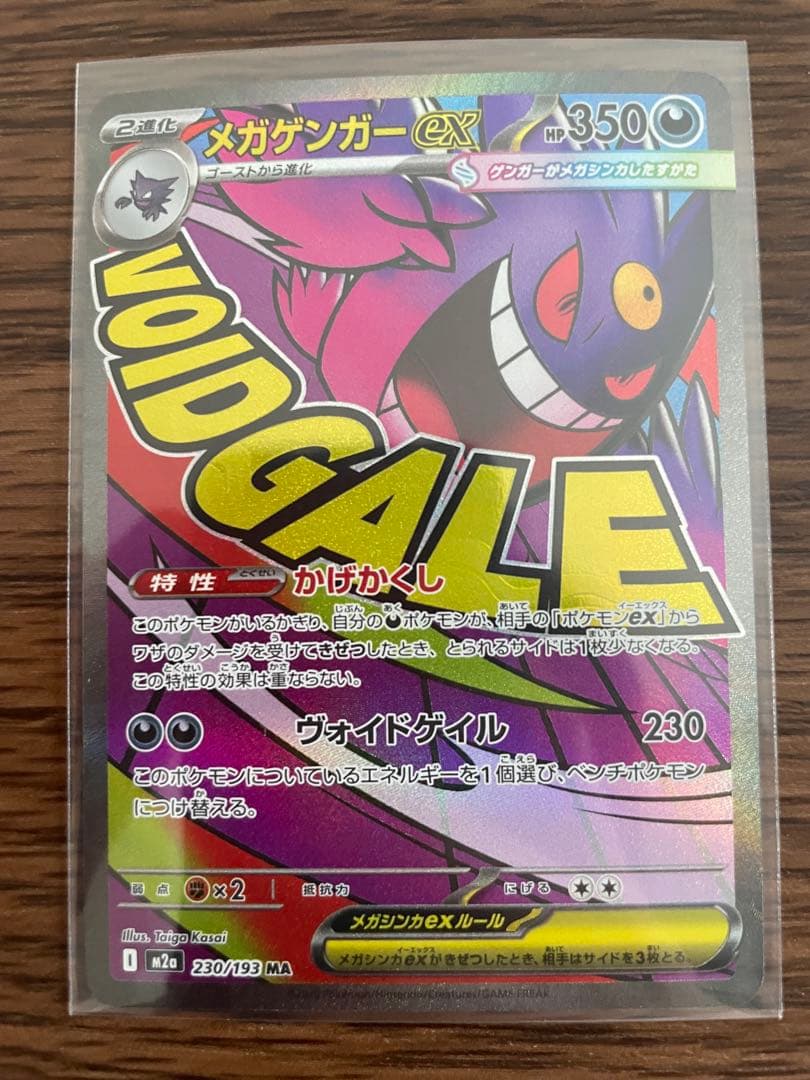 2進化
メガゲンガーex
HP350
ゴーストから進化
ゲンガーがメガシンカしたすがた
VOID GALE
特性 とくせい かげかくし
このポケモンがいるかぎり、自分のポケモンが、相手の「ポケモンex」から
ワザのダメージを受けてきぜつしたとき、とられるサイドは1枚少なくなる。
この特性の効果は重ならない。
ヴォイドゲイル 230
このポケモンについているエネルギーを1個選び、ベンチポケモン
につけ替える。
弱点 ×2 抵抗力 にげる
メガシンカexルール
メガシンカexがきぜつしたとき、相手はサイドを3枚とる。
Illus. Taiga Kasai
I m2a 230/193 MA
Pokémon/Nintendo/Creatures/GAME FREAK